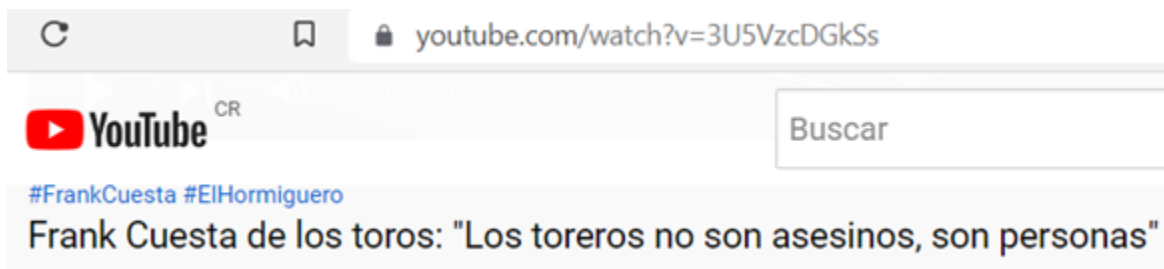 youtube.com/watch?v=3U5VzcDGkSs
YouTube CR
Buscar
#FrankCuesta #ElHormiguero
Frank Cuesta de los toros: "Los toreros no son asesinos, son personas"